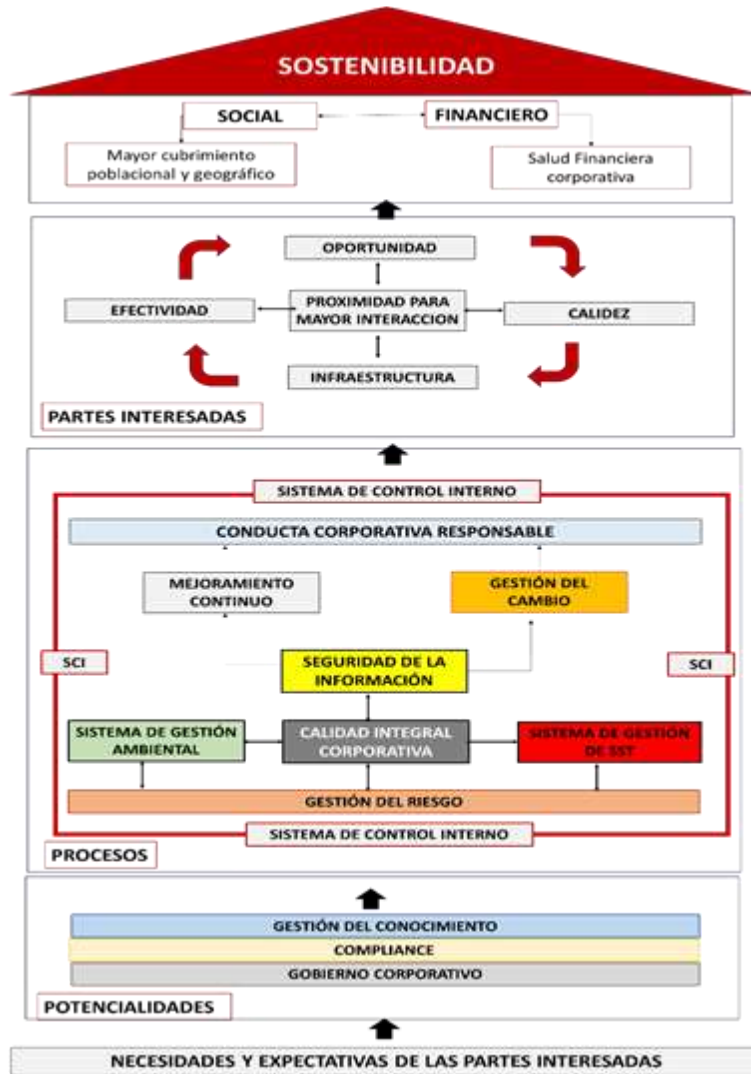 SOSTENIBILIDAD
SOCIAL
FINANCIERO
Mayor cubrimiento
poblacional y geográfico
Salud Financiera
corporativa
OPORTUNIDAD
EFECTIVIDAD
PROXIMIDAD PARA
MAYOR INTERACCION
CALIDEZ
INFRAESTRUCTURA
PARTES INTERESADAS
SISTEMA DE CONTROL INTERNO
CONDUCTA CORPORATIVA RESPONSABLE
MEJORAMIENTO
CONTINUO
GESTIÓN DEL
CAMBIO
SCI
SEGURIDAD DE LA
INFORMACIÓN
SCI
SISTEMA DE GESTIÓN
AMBIENTAL
CALIDAD INTEGRAL
CORPORATIVA
SISTEMA DE GESTIÓN
DE SST
GESTIÓN DEL RIESGO
SISTEMA DE CONTROL INTERNO
PROCESOS
GESTIÓN DEL CONOCIMIENTO
COMPLIANCE
GOBIERNO CORPORATIVO
POTENCIALIDADES
NECESIDADES Y EXPECTATIVAS DE LAS PARTES INTERESADAS